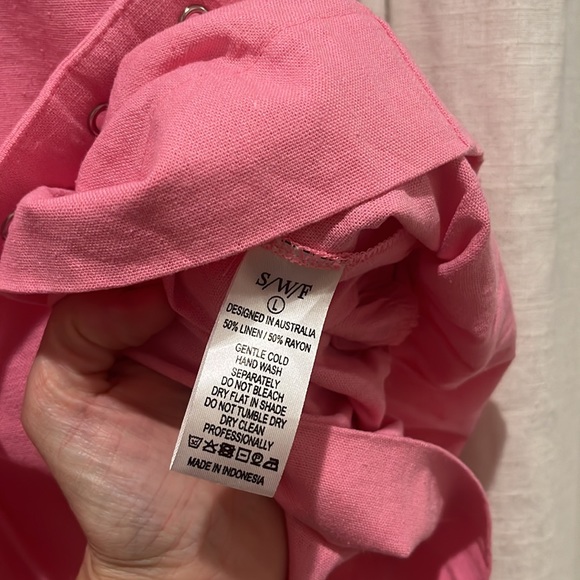 S/W/F
L
DESIGNED IN AUSTRALIA
50% LINEN / 50% RAYON
GENTLE COLD
HAND WASH
SEPARATELY
DO NOT BLEACH
DRY FLAT IN SHADE
DO NOT TUMBLE DRY
DRY CLEAN
PROFESSIONALLY
MADE IN INDONESIA